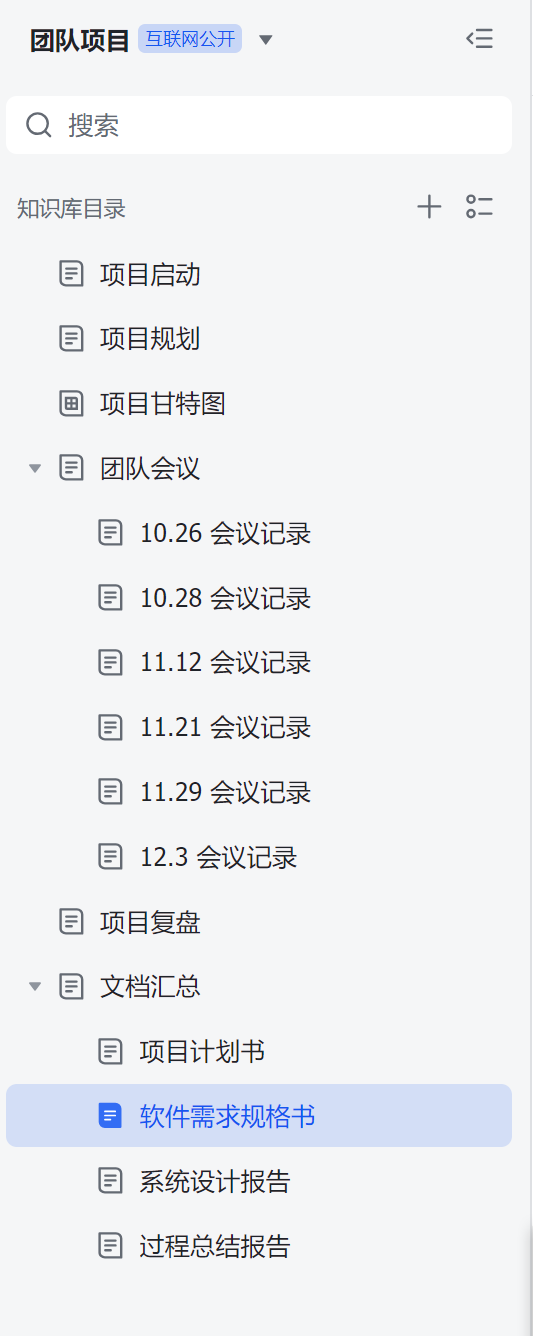 团队项目 互联网公开
搜索
知识库目录
项目启动
项目规划
项目甘特图
团队会议
10.26 会议记录
10.28 会议记录
11.12 会议记录
11.21 会议记录
11.29 会议记录
12.3 会议记录
项目复盘
文档汇总
项目计划书
软件需求规格书
系统设计报告
过程总结报告